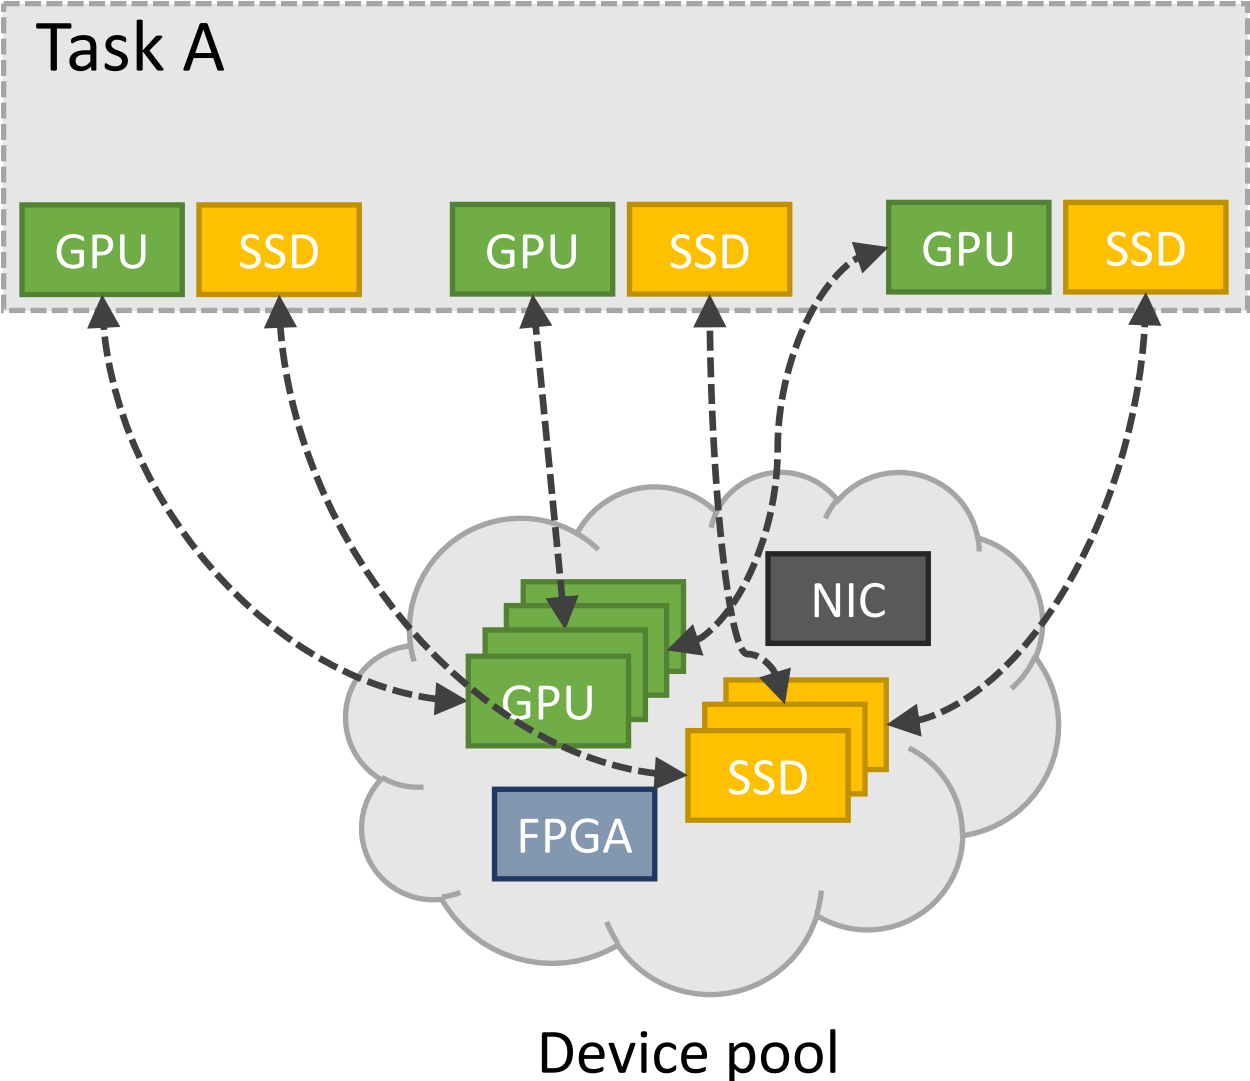 Task A
GPU SSD GPU SSD GPU SSD
NIC
GPU
SSD
FPGA
Device pool